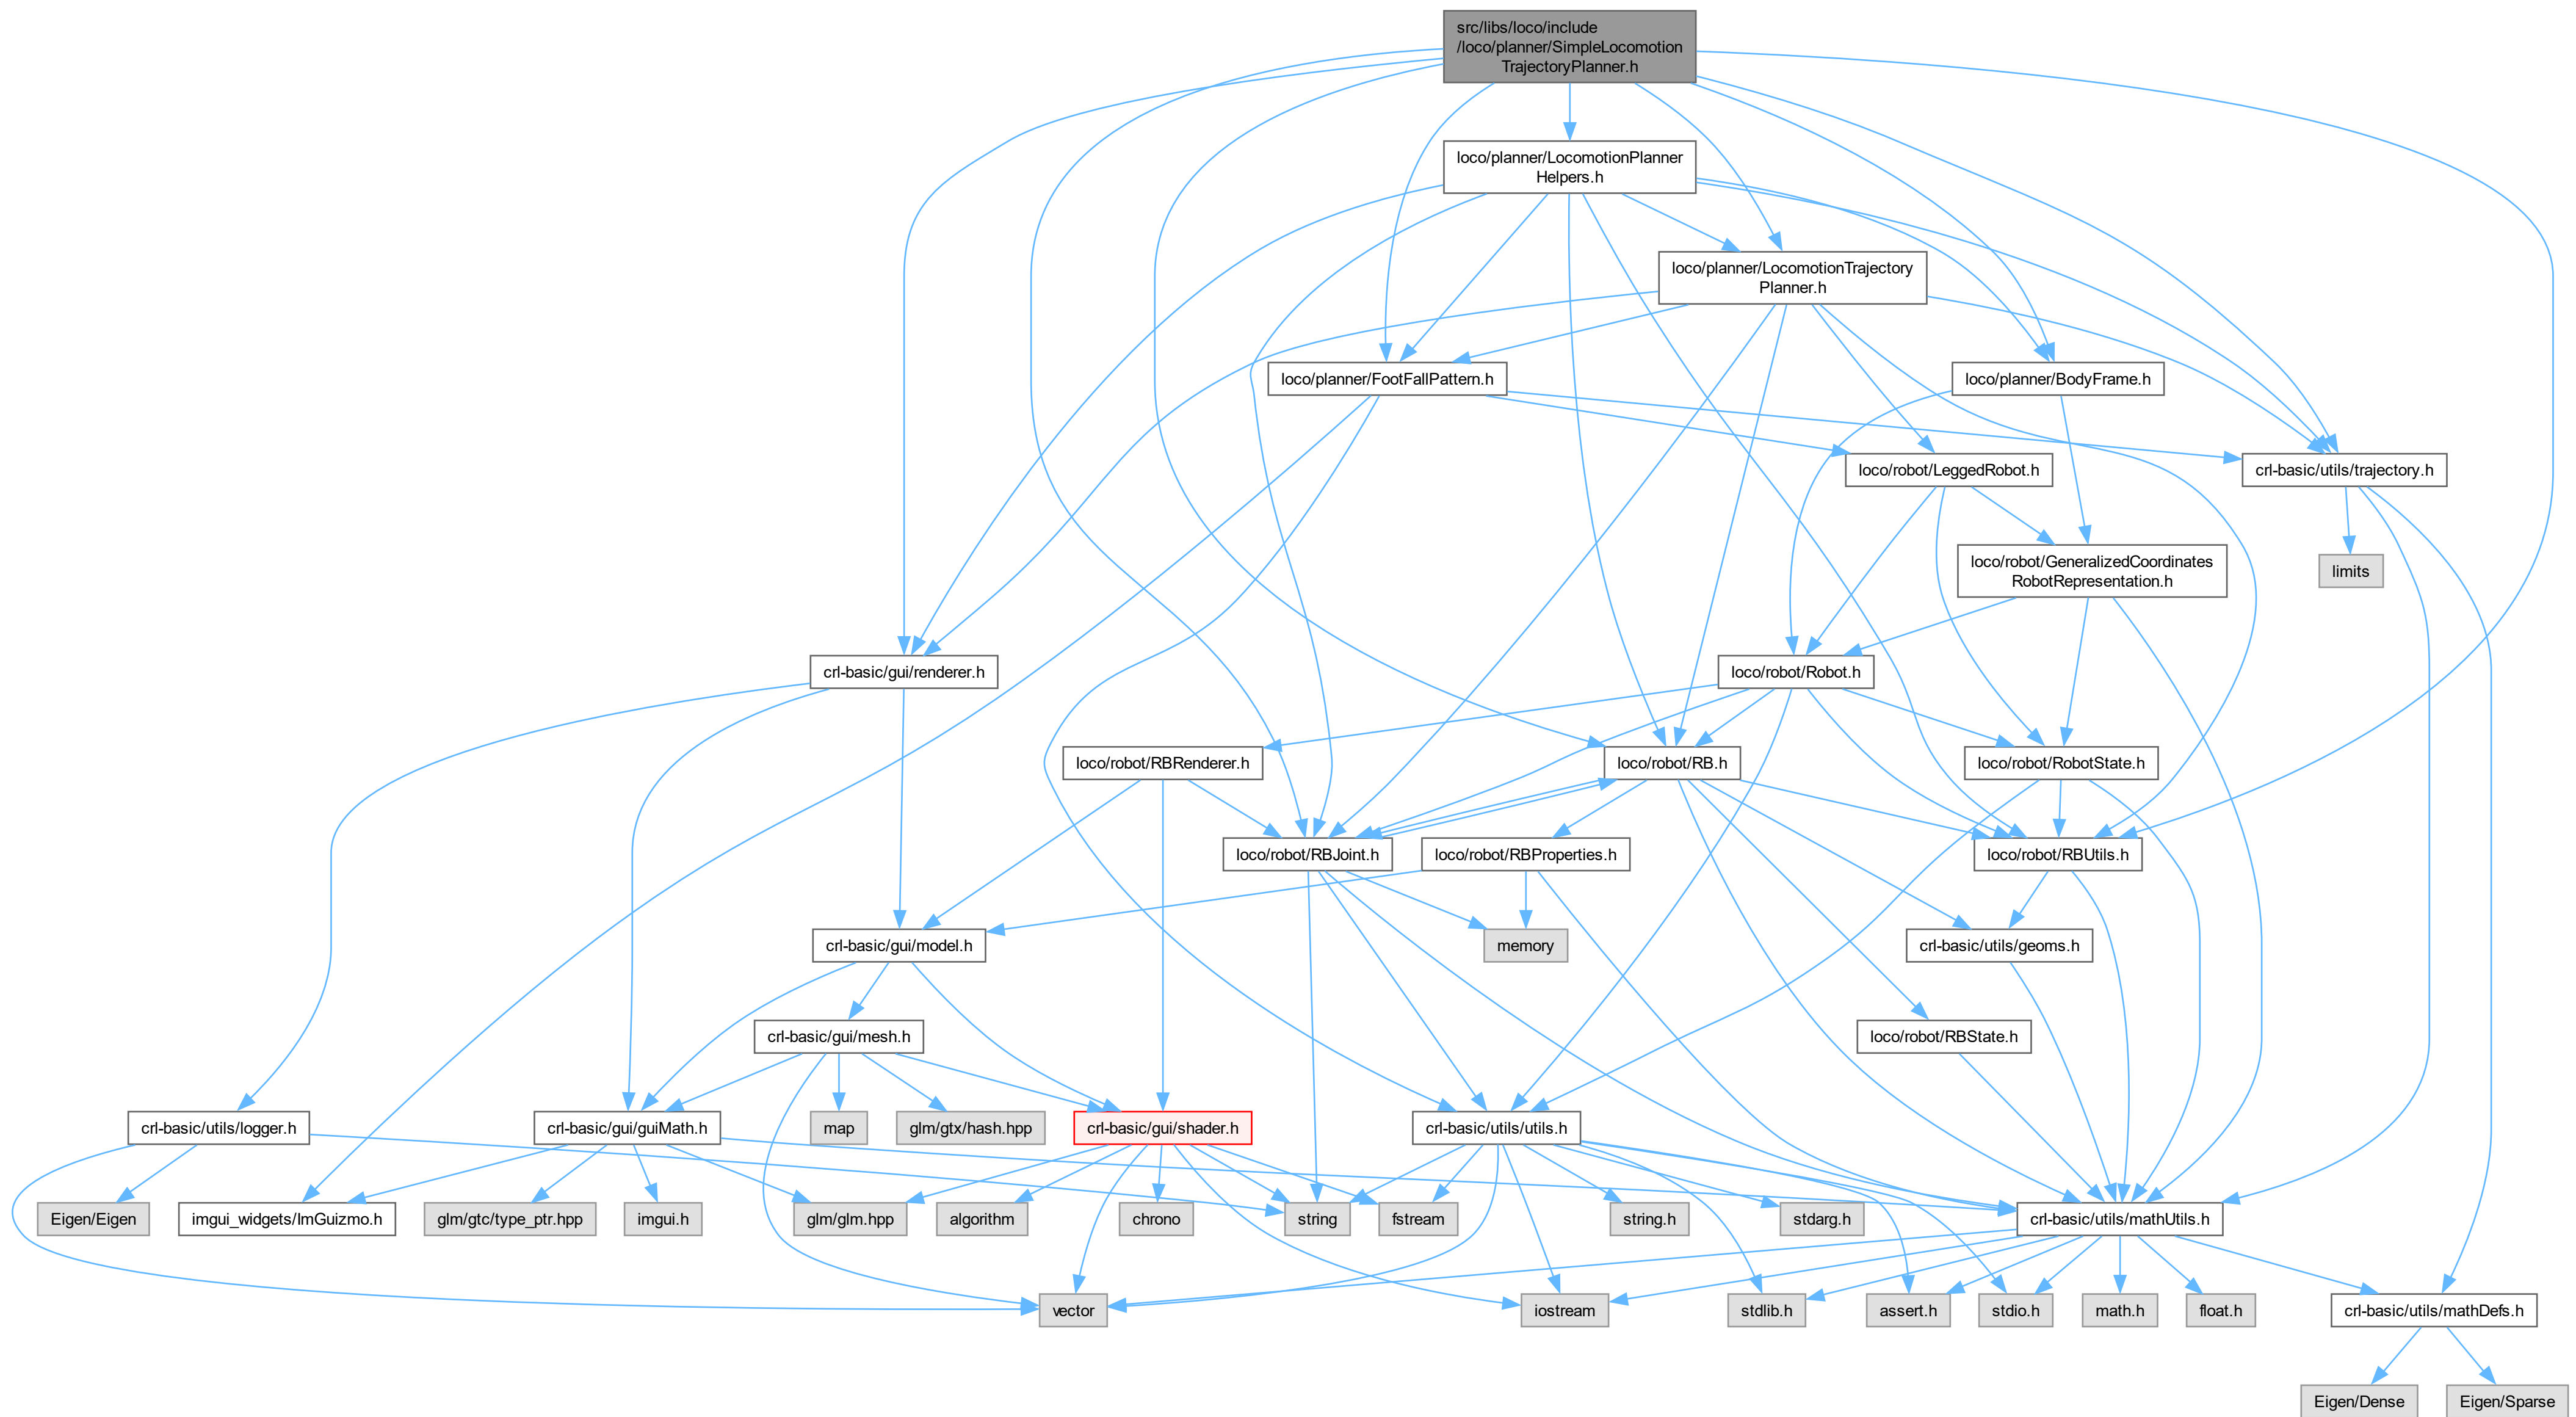 src/libs/loco/include
/loco/planner/SimpleLocomotion
TrajectoryPlanner.h
loco/planner/LocomotionPlanner
Helpers.h
loco/planner/LocomotionTrajectory
Planner.h
loco/planner/FootFallPattern.h
loco/planner/BodyFrame.h
loco/robot/LeggedRobot.h
crl-basic/utils/trajectory.h
loco/robot/GeneralizedCoordinates
RobotRepresentation.h
limits
crl-basic/gui/renderer.h
loco/robot/Robot.h
loco/robot/RBRenderer.h
loco/robot/RB.h
loco/robot/RobotState.h
loco/robot/RBJoint.h
loco/robot/RBProperties.h
loco/robot/RBUtils.h
crl-basic/gui/model.h
memory
crl-basic/utils/geoms.h
crl-basic/gui/mesh.h
loco/robot/RBState.h
crl-basic/utils/logger.h
crl-basic/gui/guiMath.h
map
glm/gtx/hash.hpp
crl-basic/gui/shader.h
crl-basic/utils/utils.h
Eigen/Eigen
imgui_widgets/ImGuizmo.h
glm/gtc/type_ptr.hpp
imgui.h
glm/glm.hpp
algorithm
chrono
string
fstream
string.h
stdarg.h
crl-basic/utils/mathUtils.h
vector
iostream
stdlib.h
assert.h
stdio.h
math.h
float.h
crl-basic/utils/mathDefs.h
Eigen/Dense
Eigen/Sparse